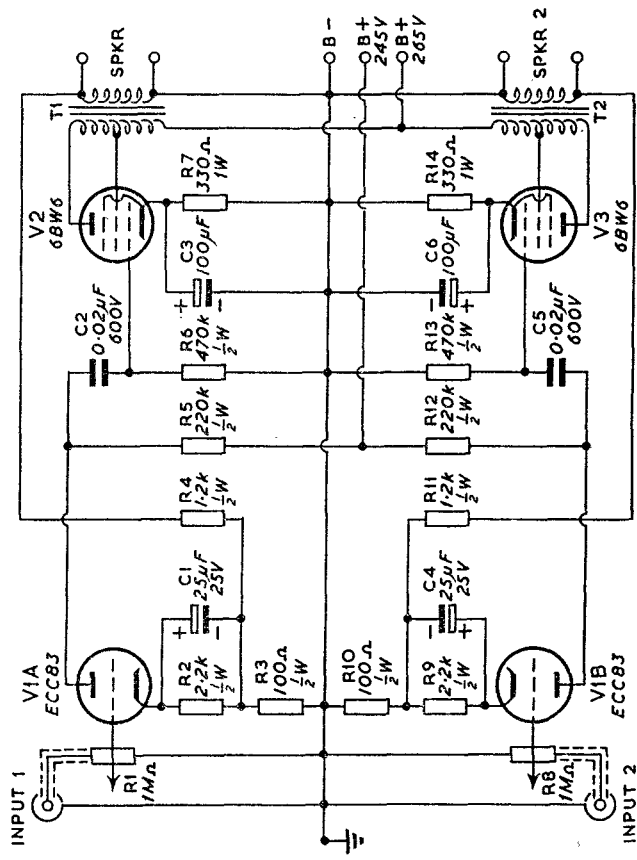 INPUT 1
R1
1MΩ
V1A
ECC83
R2
2.2k
½W
C1
25µF
25V
+
-
R3
100Ω
½W
R4
1.2k
½W
R5
220k
½W
C2
0.02µF
600V
R6
470k
½W
C3
100µF
+
-
V2
6BW6
R7
330Ω
1W
T1
SPKR
B-
B+
245V
B+
265V
INPUT 2
R8
1MΩ
V1B
ECC83
R9
2.2k
½W
R10
100Ω
½W
C4
25µF
25V
-
+
R11
1.2k
½W
R12
220k
½W
R13
470k
½W
C5
0.02µF
600V
C6
100µF
-
+
R14
330Ω
1W
V3
6BW6
T2
SPKR 2